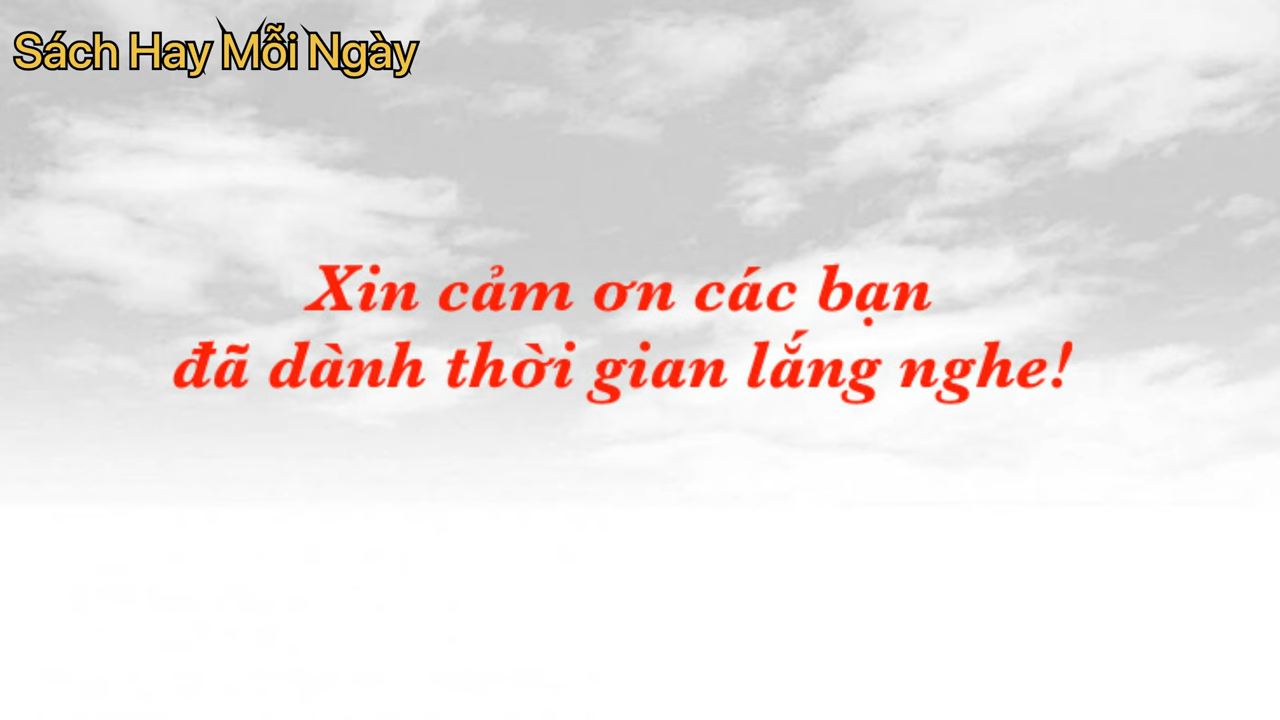 Sách Hay Mỗi Ngày
Xin cảm ơn các bạn
đã dành thời gian lắng nghe!